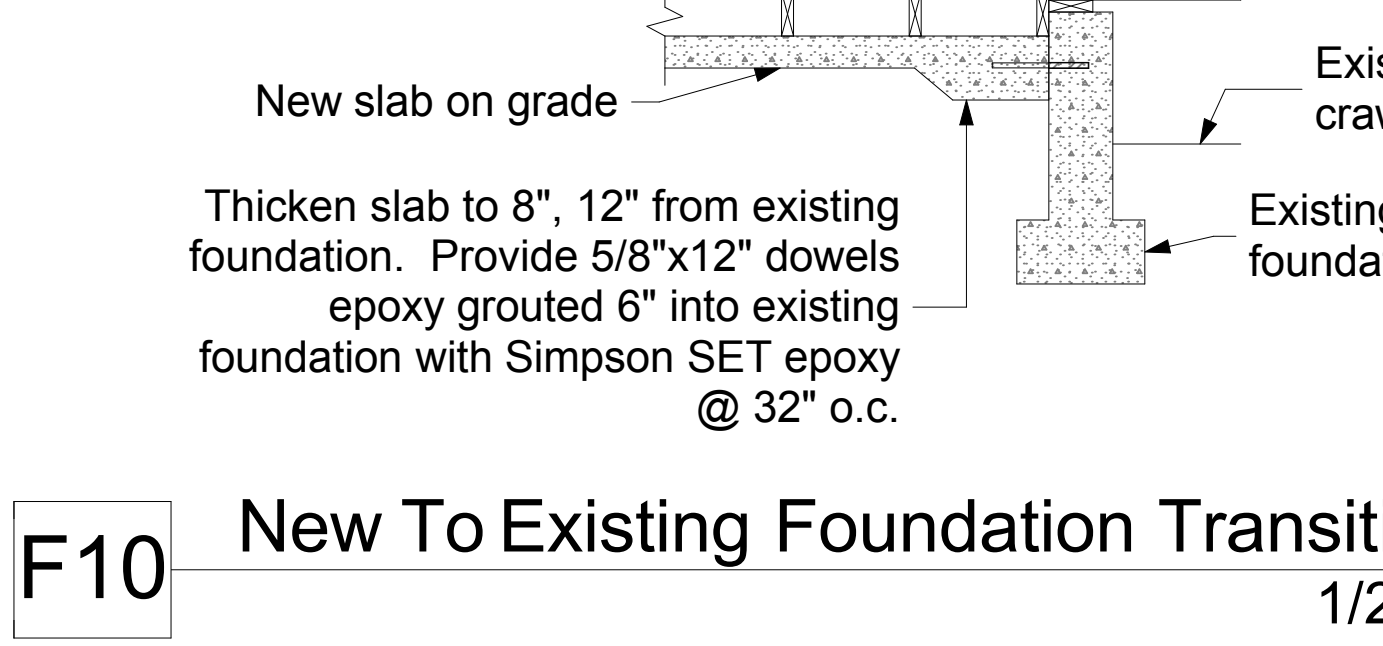 New slab on grade
Thicken slab to 8", 12" from existing
foundation. Provide 5/8"x12" dowels
epoxy grouted 6" into existing
foundation with Simpson SET epoxy
@ 32" o.c.
Existing
F10
New To Existing Foundation